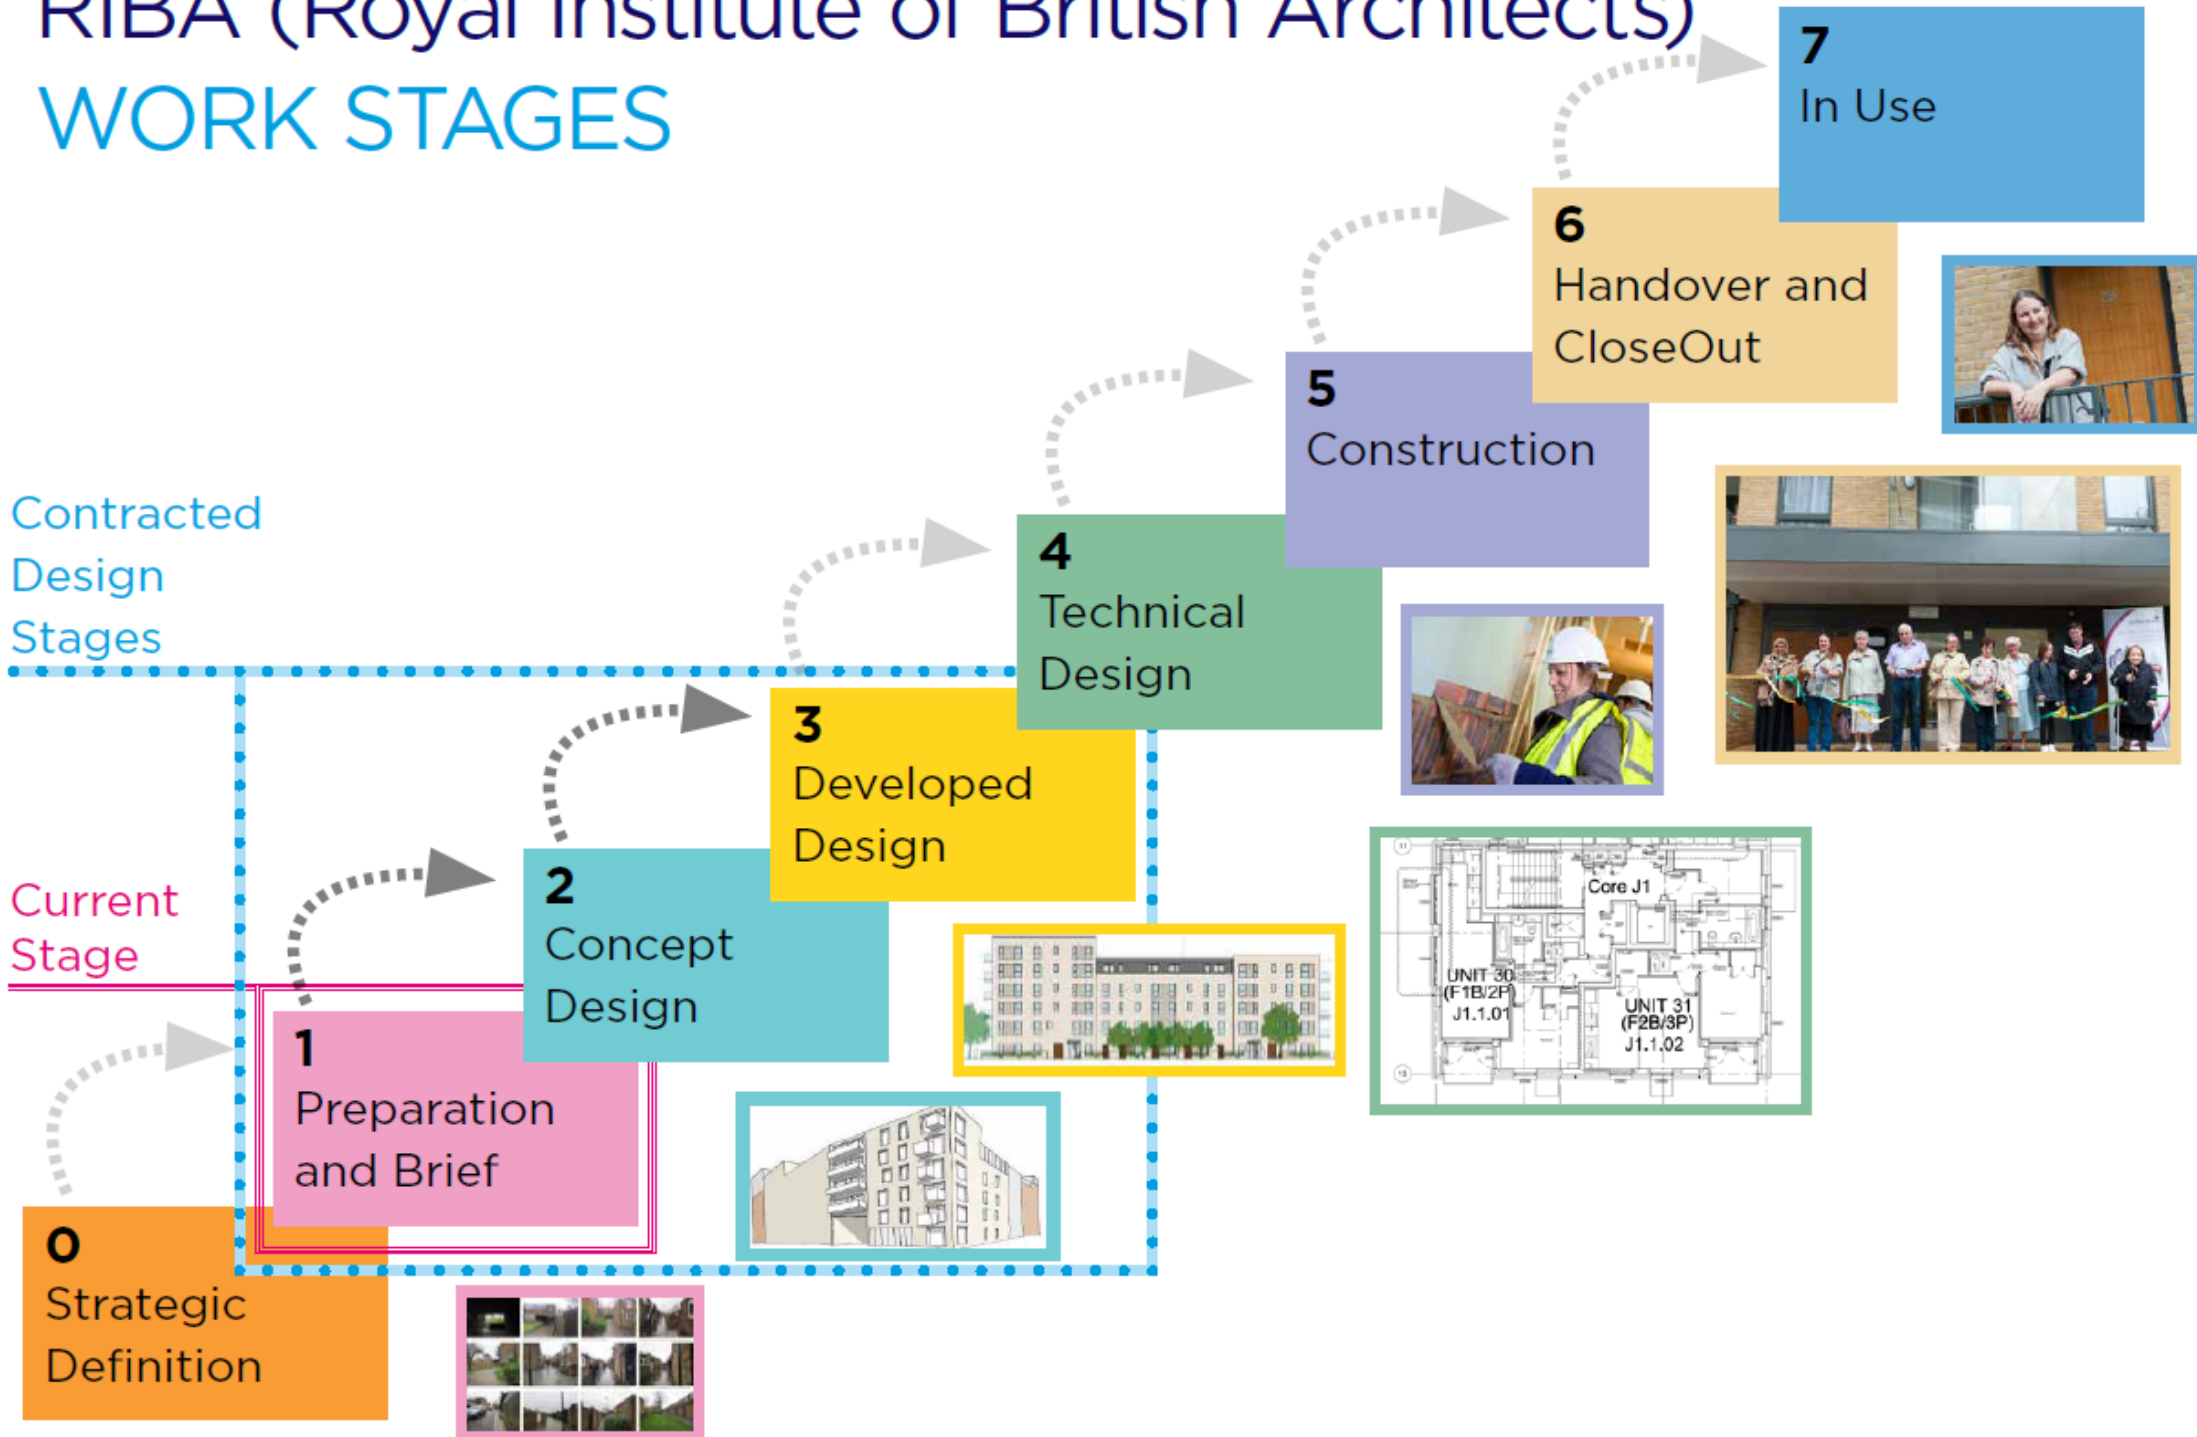 RIBA (Royal Institute of British Architects)
WORK STAGES
7
In Use
6
Handover and
CloseOut
5
Construction
Contracted
Design
Stages
4
Technical
Design
3
Developed
Design
Current
Stage
2
Concept
Design
1
Preparation
and Brief
0
Strategic
Definition
Core J1
UNIT 30
(F1B/2P
J1.1.01
UNIT 31
(F2B/3P)
J1.1.02